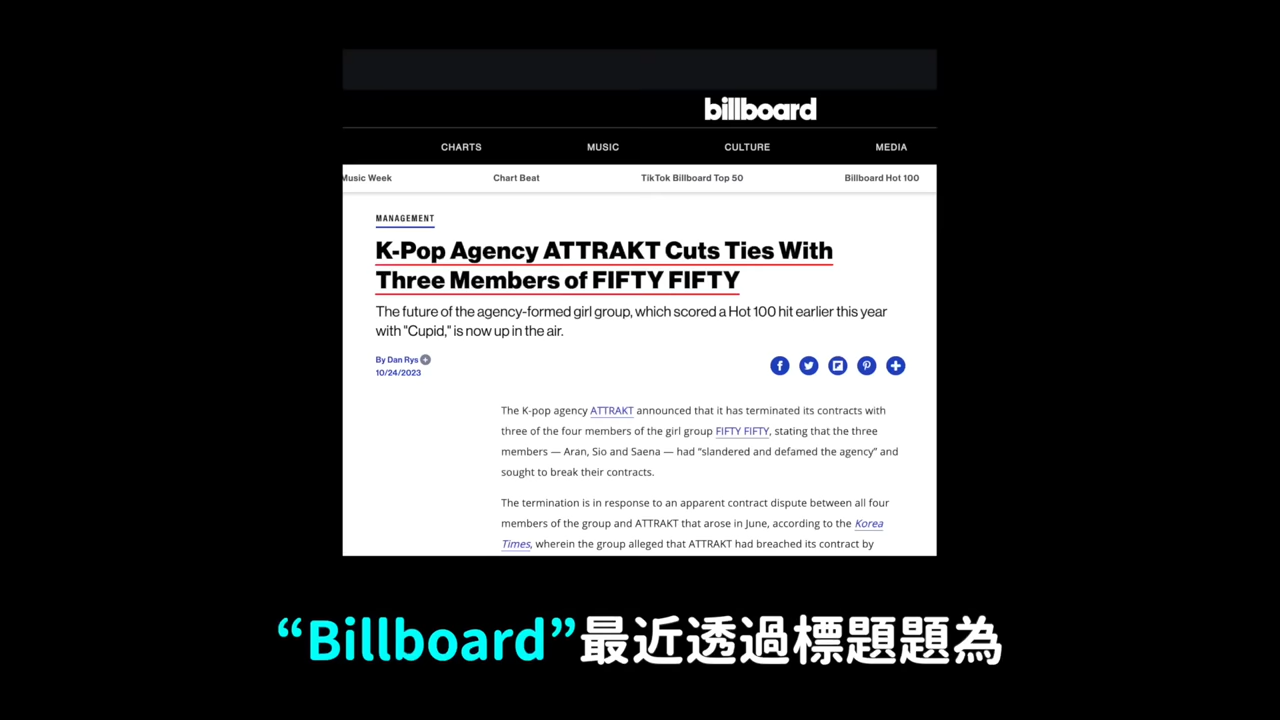 billboard
CHARTS MUSIC CULTURE MEDIA
Music Week Chart Beat TikTok Billboard Top 50 Billboard Hot 100
MANAGEMENT
K-Pop Agency ATTRAKT Cuts Ties With
Three Members of FIFTY FIFTY
The future of the agency-formed girl group, which scored a Hot 100 hit earlier this year
with "Cupid," is now up in the air.
By Dan Rys
10/24/2023
The K-pop agency ATTRAKT announced that it has terminated its contracts with
three of the four members of the girl group FIFTY FIFTY, stating that the three
members — Aran, Sio and Saena — had “slandered and defamed the agency” and
sought to break their contracts.
The termination is in response to an apparent contract dispute between all four
members of the group and ATTRAKT that arose in June, according to the Korea
Times, wherein the group alleged that ATTRAKT had breached its contract by
“Billboard”最近透過標題題為